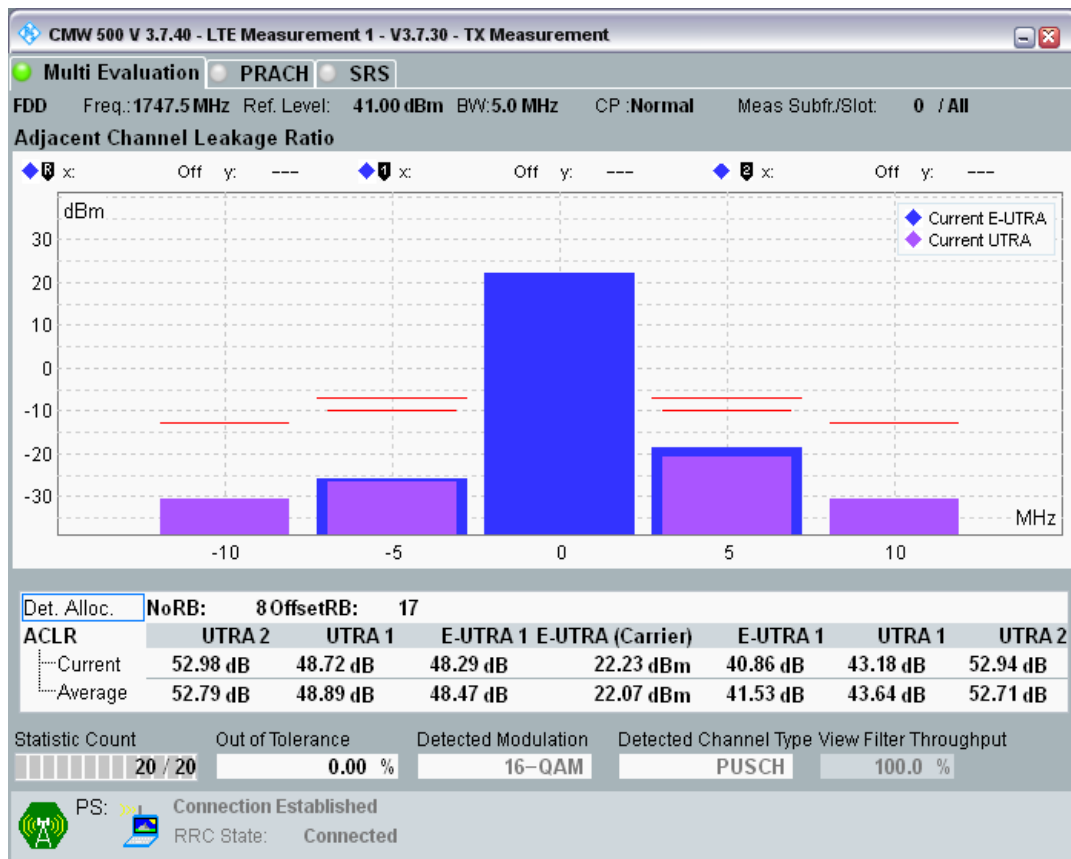 CMW 500 V 3.7.40 - LTE Measurement 1 - V3.7.30 - TX Measurement
Multi Evaluation PRACH SRS
FDD Freq.:1747.5 MHz Ref. Level: 41.00 dBm BW:5.0 MHz CP :Normal Meas Subfr./Slot: 0 / All
Adjacent Channel Leakage Ratio
R x: Off y: --- 1 x: Off y: --- 2 x: Off y: ---
dBm
Current E-UTRA
Current UTRA
30
20
10
0
-10
-20
-30
MHz
-10 -5 0 5 10
Det. Alloc. NoRB: 8 OffsetRB: 17
ACLR UTRA 2 UTRA 1 E-UTRA 1 E-UTRA (Carrier) E-UTRA 1 UTRA 1 UTRA 2
Current 52.98 dB 48.72 dB 48.29 dB 22.23 dBm 40.86 dB 43.18 dB 52.94 dB
Average 52.79 dB 48.89 dB 48.47 dB 22.07 dBm 41.53 dB 43.64 dB 52.71 dB
Statistic Count Out of Tolerance Detected Modulation Detected Channel Type View Filter Throughput
20 / 20 0.00 % 16-QAM PUSCH 100.0 %
PS: Connection Established
RRC State: Connected